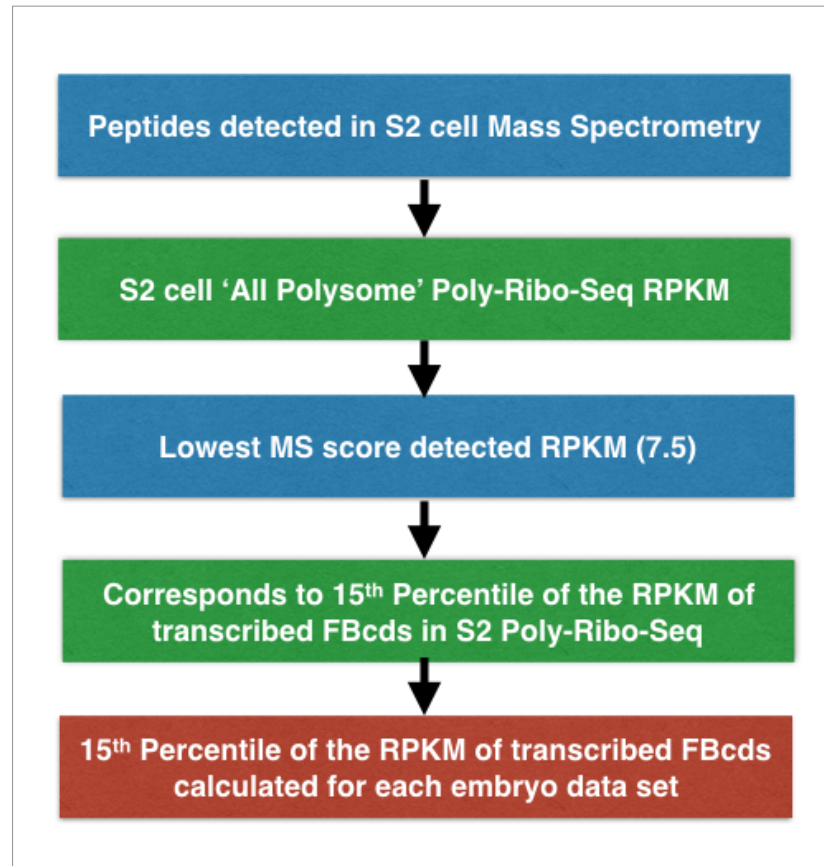 Peptides detected in S2 cell Mass Spectrometry
S2 cell ‘All Polysome’ Poly-Ribo-Seq RPKM
Lowest MS score detected RPKM (7.5)
Corresponds to 15th Percentile of the RPKM of
transcribed FBcds in S2 Poly-Ribo-Seq
15th Percentile of the RPKM of transcribed FBcds
calculated for each embryo data set